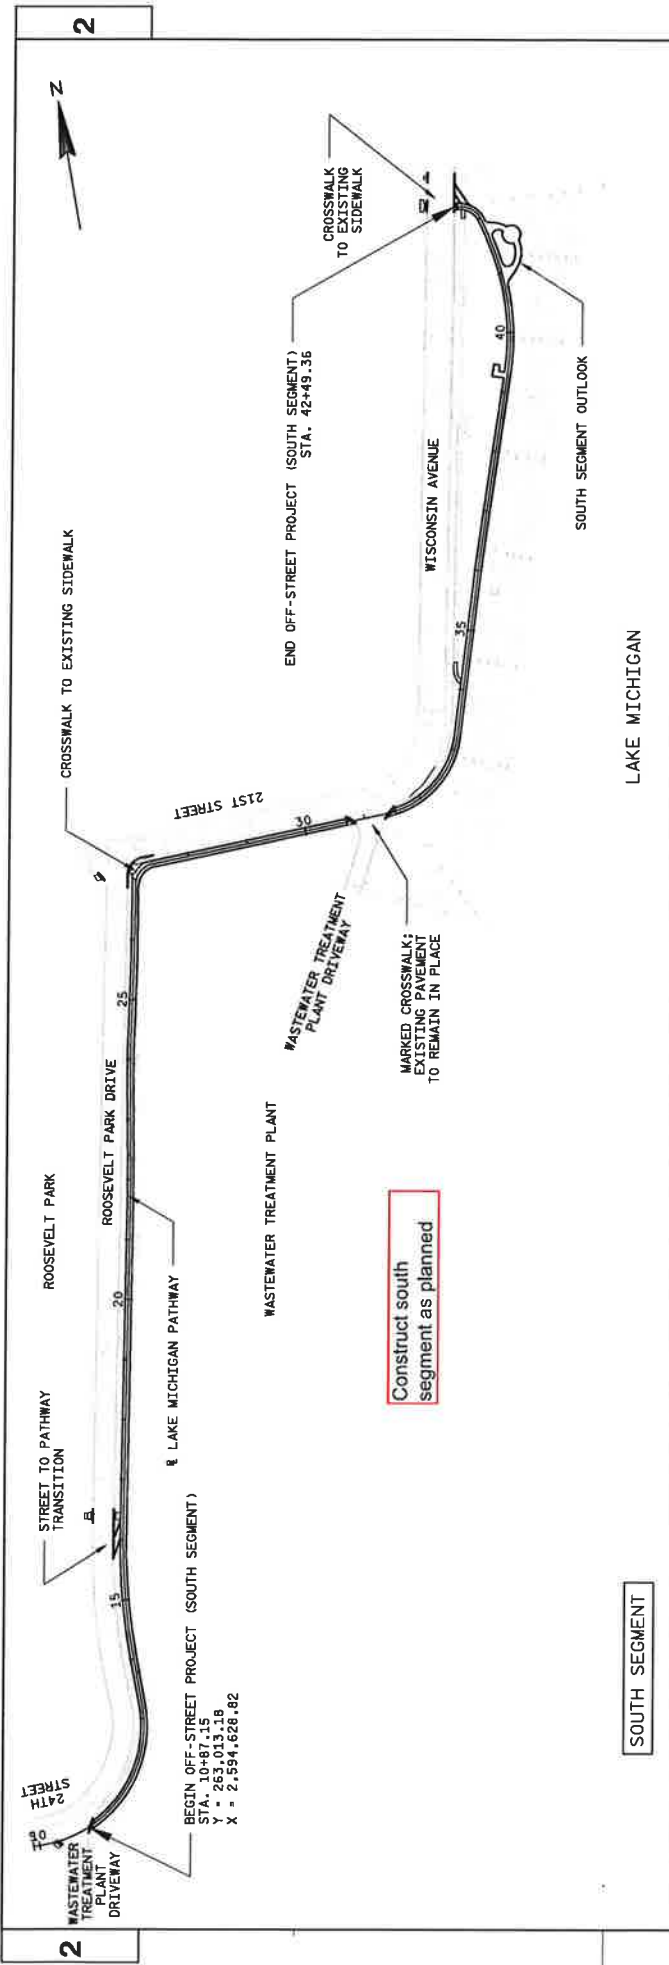 2
N
CROSSWALK
TO EXISTING
SIDEWALK
END OFF-STREET PROJECT (SOUTH SEGMENT)
STA. 42+49.36
CROSSWALK TO EXISTING SIDEWALK
WISCONSIN AVENUE
40
35
SOUTH SEGMENT OUTLOOK
LAKE MICHIGAN
21ST STREET
30
WASTEWATER TREATMENT
PLANT DRIVEWAY
MARKED CROSSWALK;
EXISTING PAVEMENT
TO REMAIN IN PLACE
25
ROOSEVELT PARK
ROOSEVELT PARK DRIVE
WASTEWATER TREATMENT PLANT
20
LAKE MICHIGAN PATHWAY
Construct south
segment as planned
STREET TO PATHWAY
TRANSITION
15
BEGIN OFF-STREET PROJECT (SOUTH SEGMENT)
STA. 10+87.15
Y = 263,013.18
X = 2,594,628.82
24TH
STREET
WASTEWATER
TREATMENT
PLANT
DRIVEWAY
SOUTH SEGMENT
2